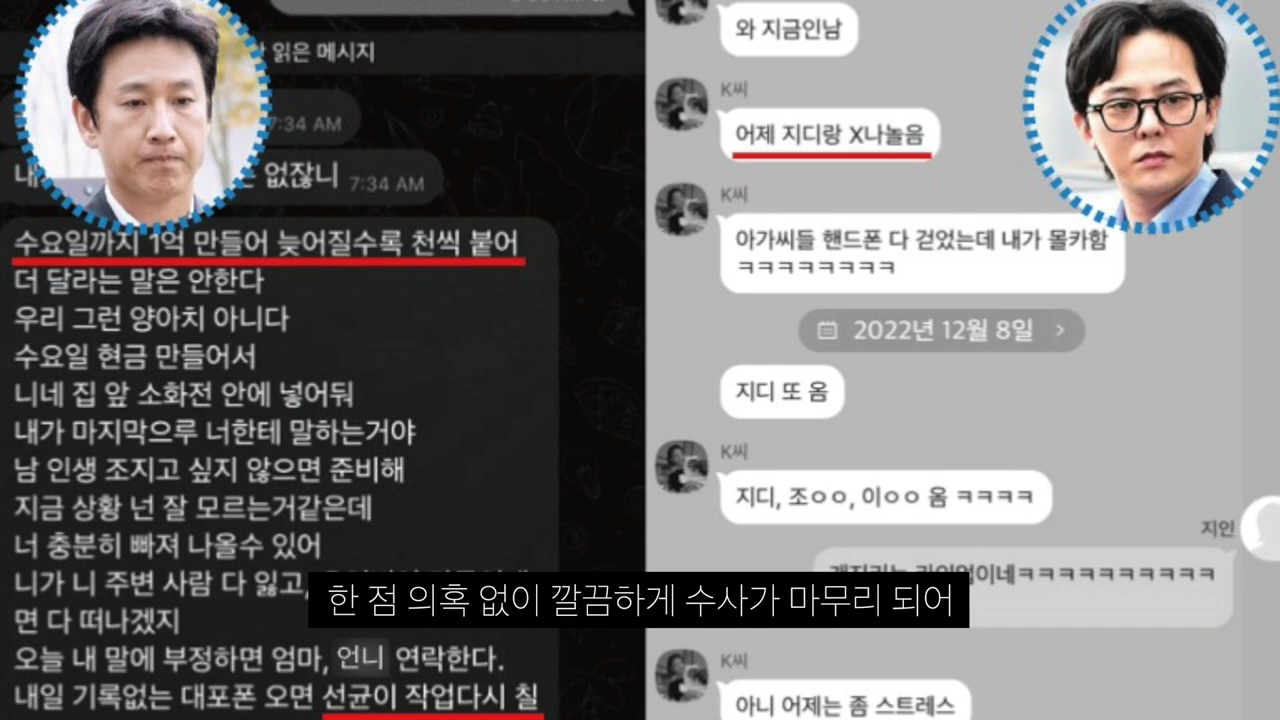 읽은 메시지
7:34 AM
없잖니
7:34 AM
수요일까지 1억 만들어 늦어질수록 천씩 붙어
더 달라는 말은 안한다
우리 그런 양아치 아니다
수요일 현금 만들어서
니네 집 앞 소화전 안에 넣어둬
내가 마지막으루 너한테 말하는거야
남 인생 조지고 싶지 않으면 준비해
지금 상황 넌 잘 모르는거같은데
너 충분히 빠져 나올수 있어
니가 니 주변 사람 다 잃고,
면 다 떠나겠지
오늘 내 말에 부정하면 엄마, 언니 연락한다.
내일 기록없는 대포폰 오면 선균이 작업다시 칠
와 지금인남
K씨
어제 지디랑 X나놀음
K씨
아가씨들 핸드폰 다 걷었는데 내가 몰카함
ㅋㅋㅋㅋㅋㅋㅋㅋ
2022년 12월 8일
지디 또 옴
K씨
지디, 조ㅇㅇ, 이ㅇㅇ 옴 ㅋㅋㅋㅋ
지인
K씨
아니 어제는 좀 스트레스
한 점 의혹 없이 깔끔하게 수사가 마무리 되어